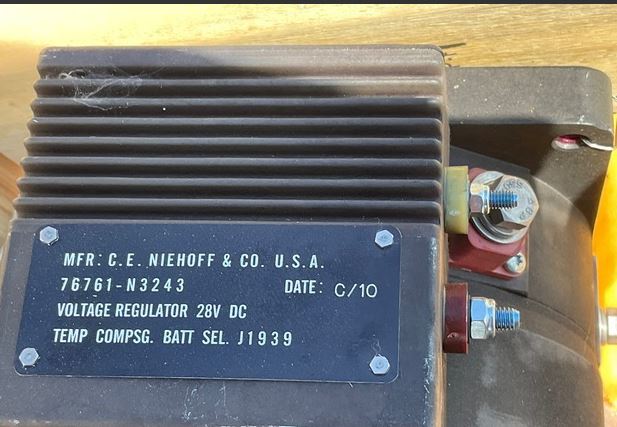 MFR: C.E. NIEHOFF & CO. U.S.A.
76761-N3243 DATE: C/10
VOLTAGE REGULATOR 28V DC
TEMP COMPSG. BATT SEL. J1939